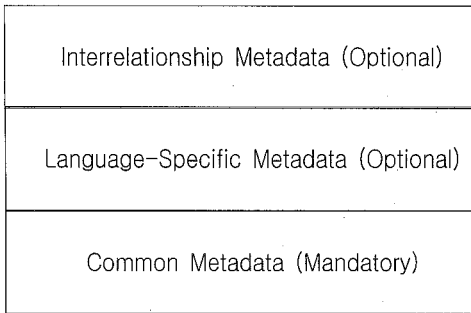 Interrelationship Metadata (Optional)
Language-Specific Metadata (Optional)
Common Metadata (Mandatory)